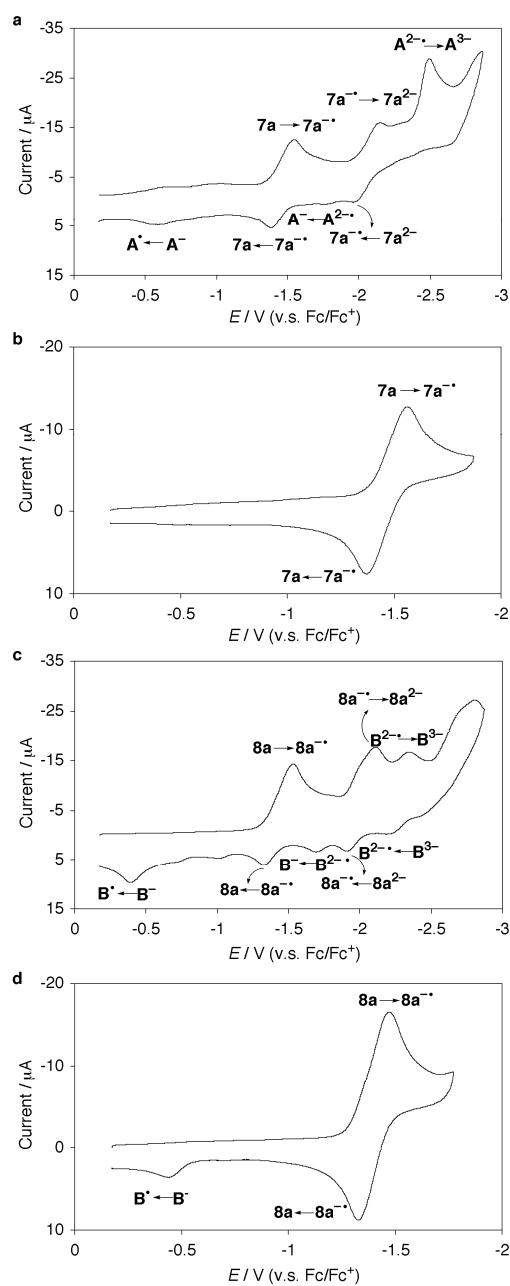 a
-35
A²⁻•→A³⁻
-25
7a⁻•→7a²⁻
7a→7a⁻•
-15
Current / μA
-5
A⁻←A²⁻•
5
A•←A⁻ 7a←7a⁻• 7a⁻•←7a²⁻
15
0 -0.5 -1 -1.5 -2 -2.5 -3
E / V (v.s. Fc/Fc⁺)
b
-20
7a→7a⁻•
-10
Current / μA
0
7a←7a⁻•
10
0 -0.5 -1 -1.5 -2
E / V (v.s. Fc/Fc⁺)
c
-35
8a⁻•→8a²⁻
-25
8a→8a⁻• B²⁻•→B³⁻
-15
Current / μA
-5
5
B⁻←B²⁻• B²⁻•←B³⁻
B•←B⁻ 8a←8a⁻• 8a⁻•←8a²⁻
15
0 -0.5 -1 -1.5 -2 -2.5 -3
E / V (v.s. Fc/Fc⁺)
d
-20
8a→8a⁻•
-10
Current / μA
0
B•←B⁻
8a←8a⁻•
10
0 -0.5 -1 -1.5 -2
E / V (v.s. Fc/Fc⁺)